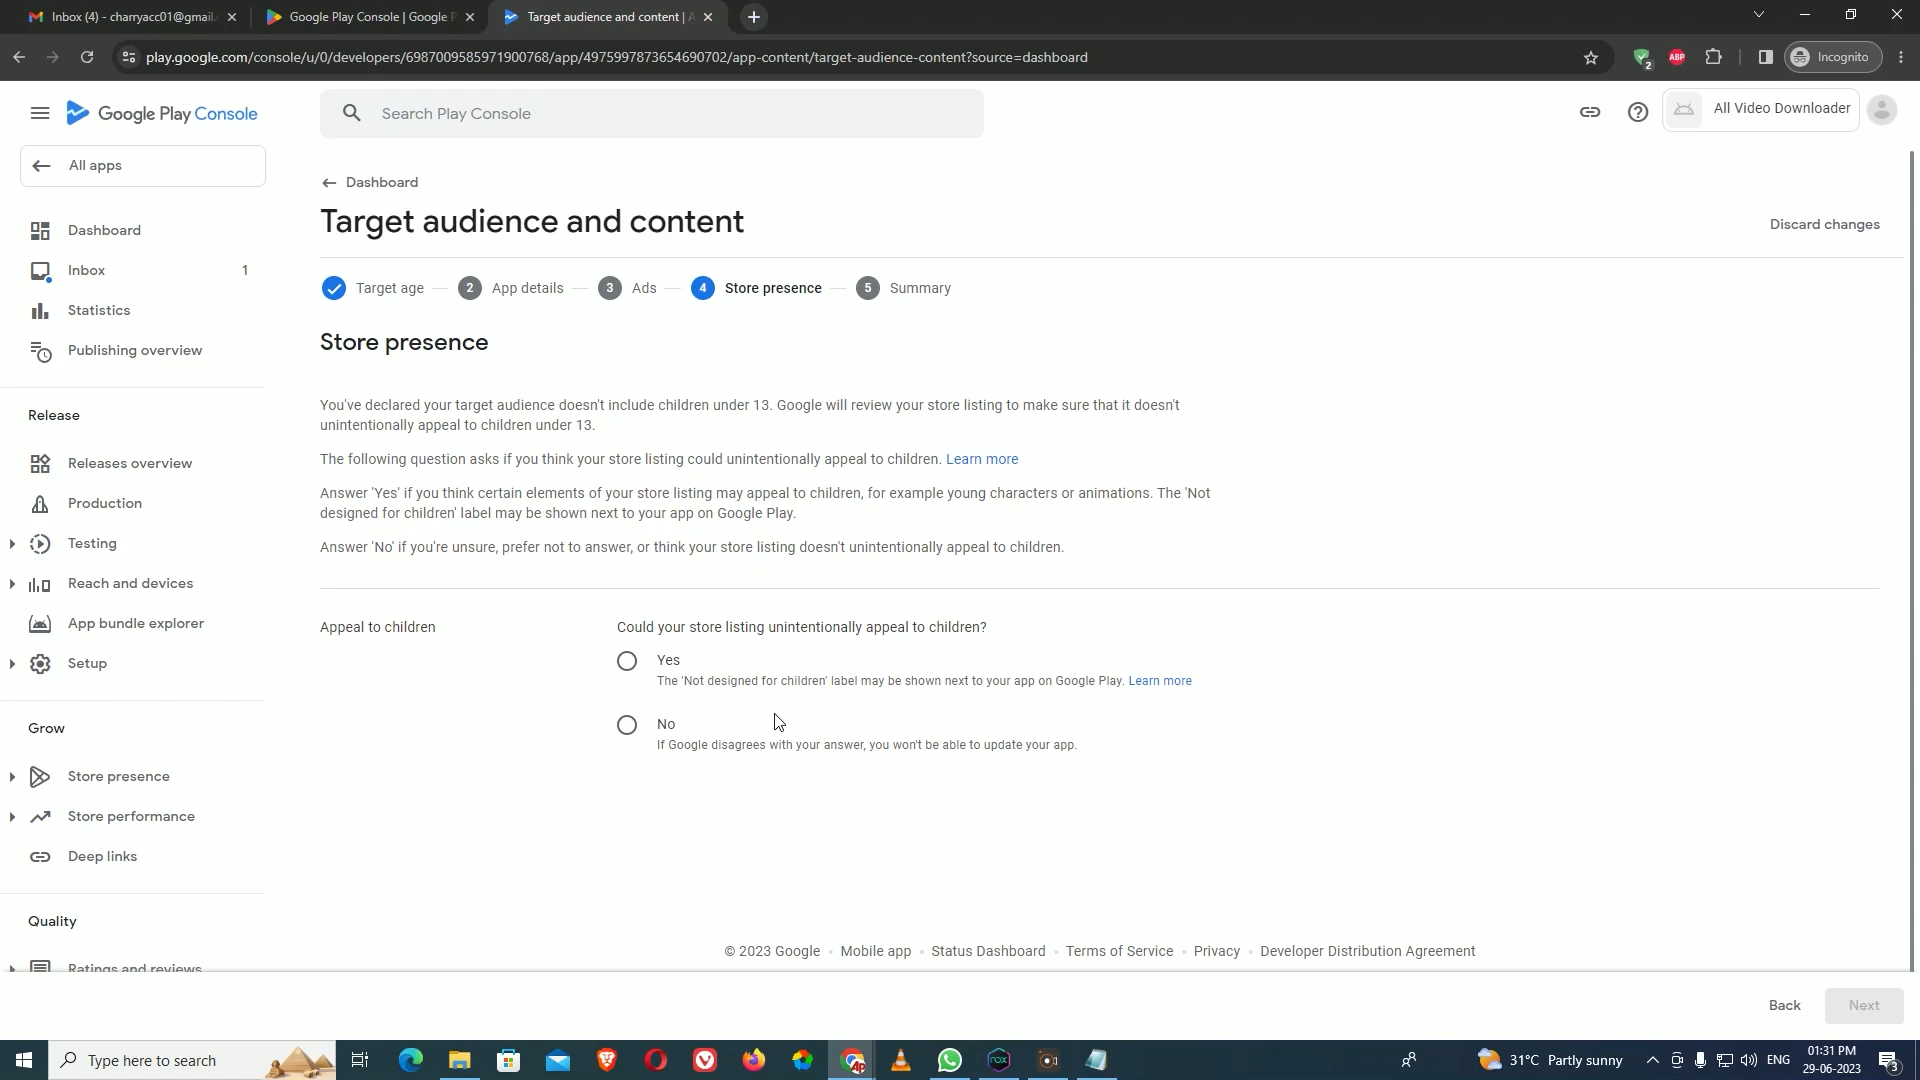 Inbox (4) - charryacc01@gmail.
Google Play Console | Google P
Target audience and content | A
play.google.com/console/u/0/developers/6987009585971900768/app/4975997873654690702/app-content/target-audience-content?source=dashboard
2
ABP
Incognito
Google Play Console
Search Play Console
All Video Downloader
All apps
Dashboard
Inbox 1
Statistics
Publishing overview
Release
Releases overview
Production
Testing
Reach and devices
App bundle explorer
Setup
Grow
Store presence
Store performance
Deep links
Quality
Ratings and reviews
Dashboard
Target audience and content
Discard changes
Target age
2 App details
3 Ads
4 Store presence
5 Summary
Store presence
You've declared your target audience doesn't include children under 13. Google will review your store listing to make sure that it doesn't
unintentionally appeal to children under 13.
The following question asks if you think your store listing could unintentionally appeal to children. Learn more
Answer 'Yes' if you think certain elements of your store listing may appeal to children, for example young characters or animations. The 'Not
designed for children' label may be shown next to your app on Google Play.
Answer 'No' if you're unsure, prefer not to answer, or think your store listing doesn't unintentionally appeal to children.
Appeal to children
Could your store listing unintentionally appeal to children?
Yes
The 'Not designed for children' label may be shown next to your app on Google Play. Learn more
No
If Google disagrees with your answer, you won't be able to update your app.
© 2023 Google · Mobile app · Status Dashboard · Terms of Service · Privacy · Developer Distribution Agreement
Back
Next
Type here to search
31°C Partly sunny
ENG
01:31 PM
29-06-2023
3